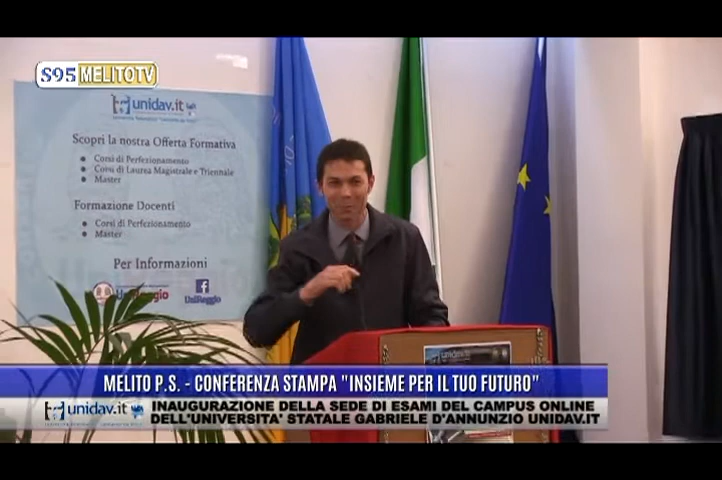 S95 MELITOTV
unidav.it
Scopri la nostra Offerta Formativa
Corsi di Perfezionamento
Corsi di Laurea Magistrale e Triennale
Master
Formazione Docenti
Corsi di Perfezionamento
Master
Per Informazioni
UniReggio
UniReggio
unidav
MELITO P.S. - CONFERENZA STAMPA "INSIEME PER IL TUO FUTURO"
unidav.it
INAUGURAZIONE DELLA SEDE DI ESAMI DEL CAMPUS ONLINE
DELL'UNIVERSITA' STATALE GABRIELE D'ANNUNZIO UNIDAV.IT